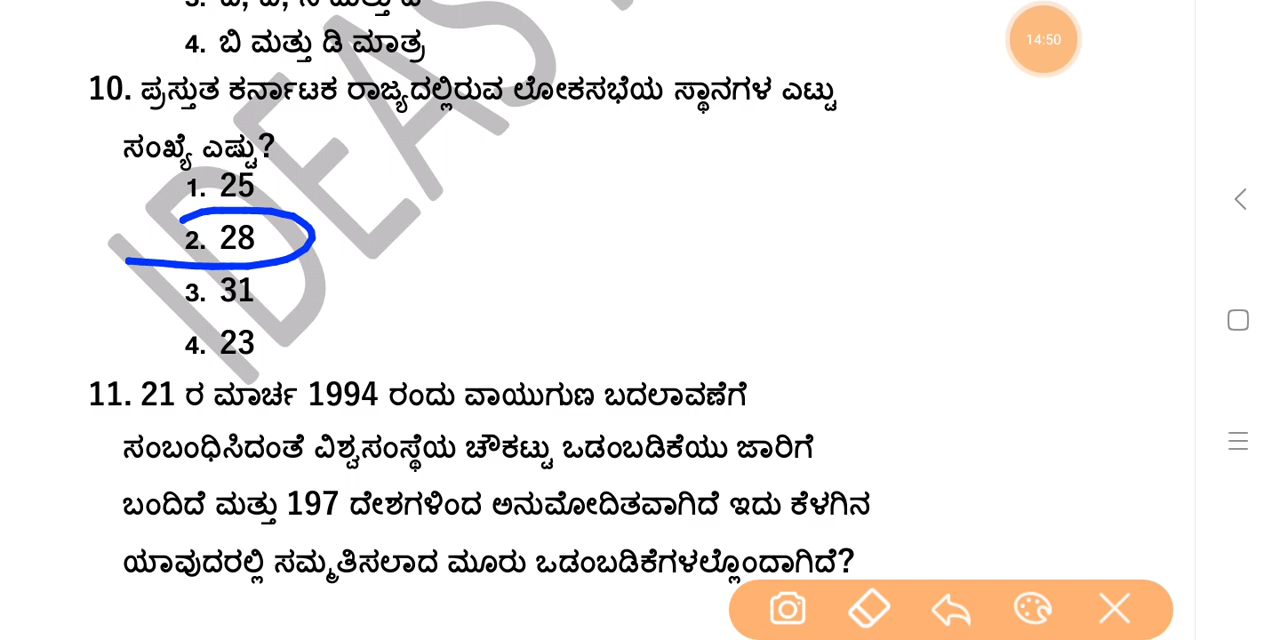 4. ಬಿ ಮತ್ತು ಡಿ ಮಾತ್ರ
14:50
10. ಪ್ರಸ್ತುತ ಕರ್ನಾಟಕ ರಾಜ್ಯದಲ್ಲಿರುವ ಲೋಕಸಭೆಯ ಸ್ಥಾನಗಳ ಎಟ್ಟು
ಸಂಖ್ಯೆ ಎಷ್ಟು?
1. 25
2. 28
3. 31
4. 23
11. 21 ರ ಮಾರ್ಚ 1994 ರಂದು ವಾಯುಗುಣ ಬದಲಾವಣೆಗೆ
ಸಂಬಂಧಿಸಿದಂತೆ ವಿಶ್ವಸಂಸ್ಥೆಯ ಚೌಕಟ್ಟು ಒಡಂಬಡಿಕೆಯು ಜಾರಿಗೆ
ಬಂದಿದೆ ಮತ್ತು 197 ದೇಶಗಳಿಂದ ಅನುಮೋದಿತವಾಗಿದೆ ಇದು ಕೆಳಗಿನ
ಯಾವುದರಲ್ಲಿ ಸಮ್ಮತಿಸಲಾದ ಮೂರು ಒಡಂಬಡಿಕೆಗಳಲ್ಲೊಂದಾಗಿದೆ?
IDEAS